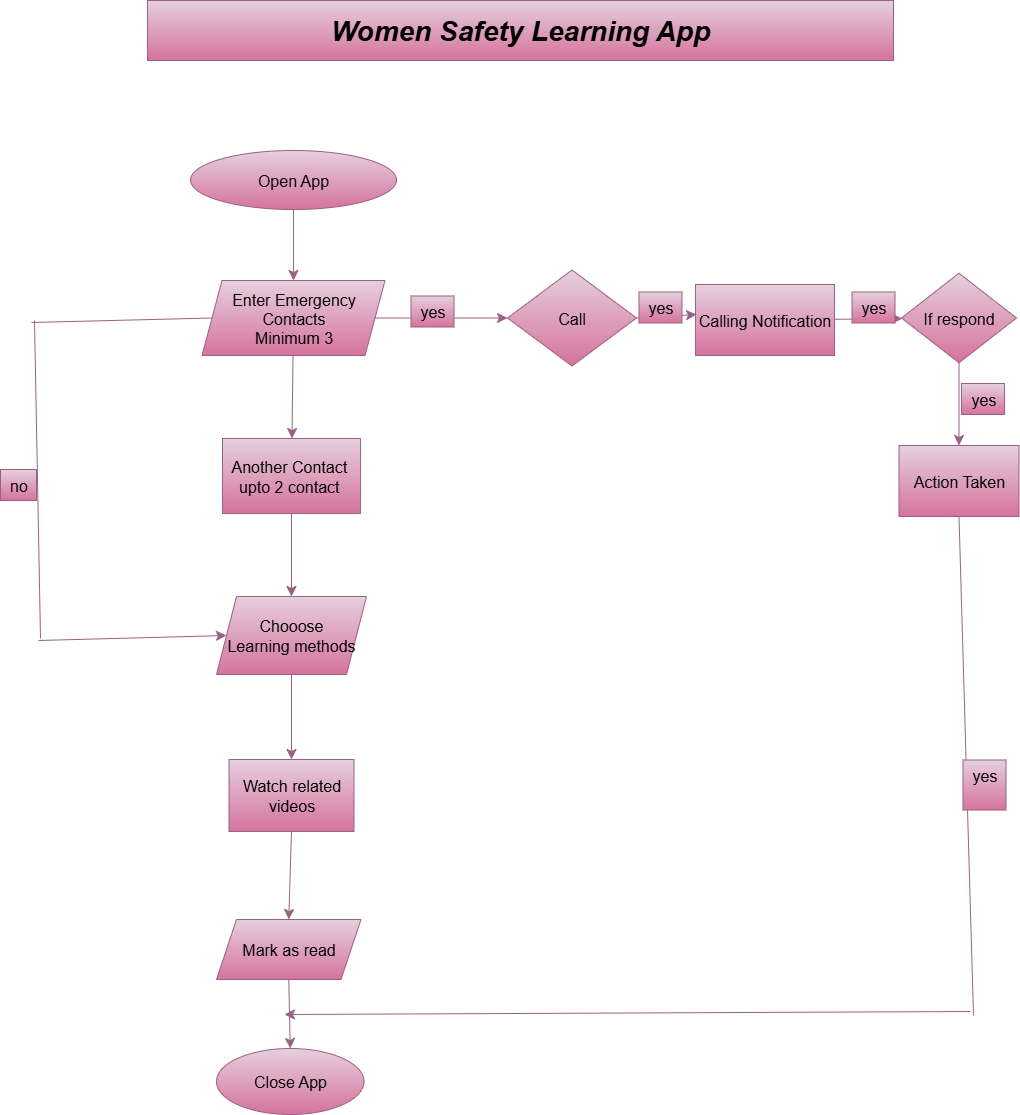 Women Safety Learning App
Open App
Enter Emergency
Contacts
Minimum 3
yes
Call
yes
Calling Notification
yes
If respond
yes
Another Contact
upto 2 contact
no
Action Taken
Chooose
Learning methods
Watch related
videos
yes
Mark as read
Close App